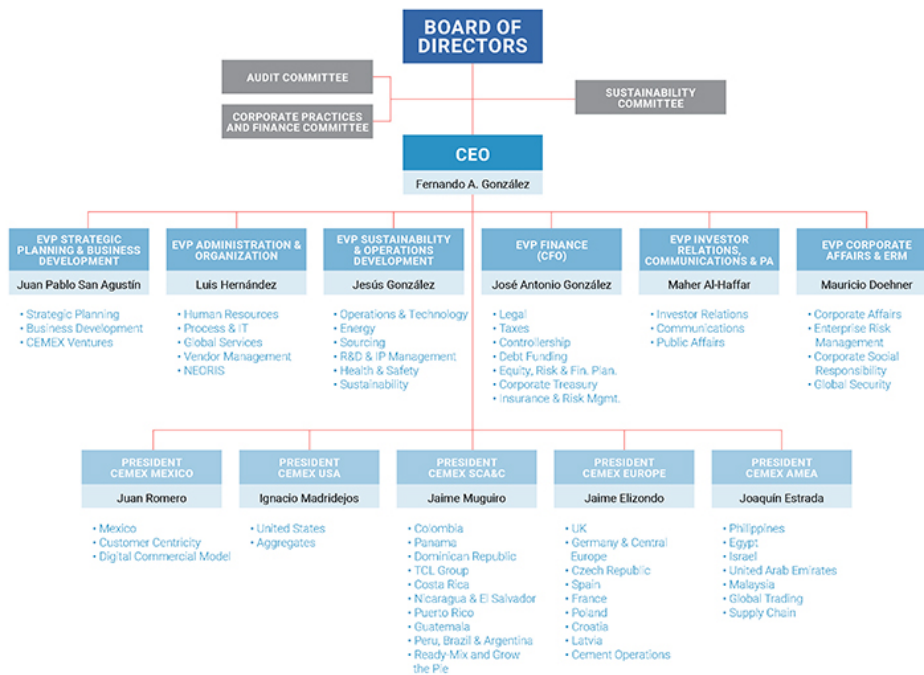 BOARD OF
DIRECTORS
AUDIT COMMITTEE
SUSTAINABILITY
COMMITTEE
CORPORATE PRACTICES
AND FINANCE COMMITTEE
CEO
Fernando A. González
EVP STRATEGIC
PLANNING & BUSINESS
DEVELOPMENT
Juan Pablo San Agustín
• Strategic Planning
• Business Development
• CEMEX Ventures
EVP ADMINISTRATION &
ORGANIZATION
Luis Hernández
• Human Resources
• Process & IT
• Global Services
• Vendor Management
• NEORIS
EVP SUSTAINABILITY
& OPERATIONS
DEVELOPMENT
Jesús González
• Operations & Technology
• Energy
• Sourcing
• R&D & IP Management
• Health & Safety
• Sustainability
EVP FINANCE
(CFO)
José Antonio González
• Legal
• Taxes
• Controllership
• Debt Funding
• Equity, Risk & Fin. Plan.
• Corporate Treasury
• Insurance & Risk Mgmt.
EVP INVESTOR
RELATIONS,
COMMUNICATIONS & PA
Maher Al-Haffar
• Investor Relations
• Communications
• Public Affairs
EVP CORPORATE
AFFAIRS & ERM
Mauricio Doehner
• Corporate Affairs
• Enterprise Risk
Management
• Corporate Social
Responsibility
• Global Security
PRESIDENT
CEMEX MEXICO
Juan Romero
• Mexico
• Customer Centricity
• Digital Commercial Model
PRESIDENT
CEMEX USA
Ignacio Madridejos
• United States
• Aggregates
PRESIDENT
CEMEX SCA&C
Jaime Muguiro
• Colombia
• Panama
• Dominican Republic
• TCL Group
• Costa Rica
• Nicaragua & El Salvador
• Puerto Rico
• Guatemala
• Peru, Brazil & Argentina
• Ready-Mix and Grow
the Pie
PRESIDENT
CEMEX EUROPE
Jaime Elizondo
• UK
• Germany & Central
Europe
• Czech Republic
• Spain
• France
• Poland
• Croatia
• Latvia
• Cement Operations
PRESIDENT
CEMEX AMEA
Joaquín Estrada
• Philippines
• Egypt
• Israel
• United Arab Emirates
• Malaysia
• Global Trading
• Supply Chain